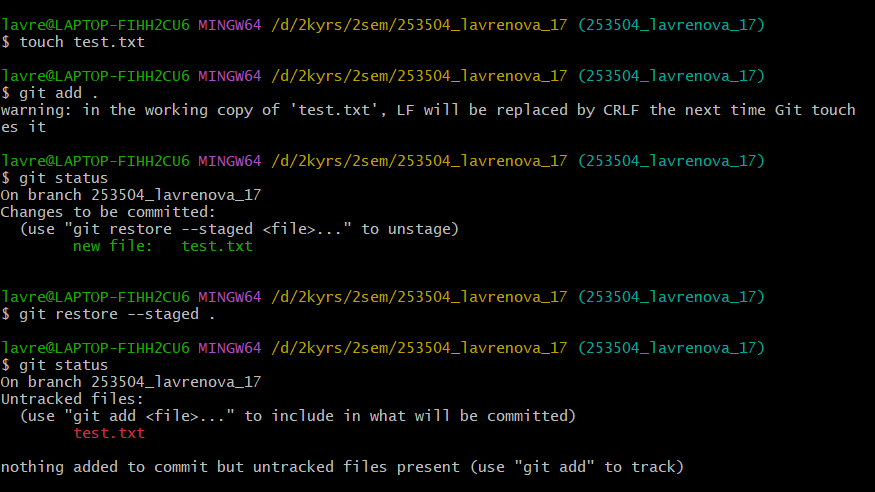 lavre@LAPTOP-FIHH2CU6 MINGW64 /d/2kyrs/2sem/253504_lavrenova_17 (253504_lavrenova_17)
$ touch test.txt
lavre@LAPTOP-FIHH2CU6 MINGW64 /d/2kyrs/2sem/253504_lavrenova_17 (253504_lavrenova_17)
$ git add .
warning: in the working copy of 'test.txt', LF will be replaced by CRLF the next time Git touch
es it
lavre@LAPTOP-FIHH2CU6 MINGW64 /d/2kyrs/2sem/253504_lavrenova_17 (253504_lavrenova_17)
$ git status
On branch 253504_lavrenova_17
Changes to be committed:
  (use "git restore --staged <file>..." to unstage)
        new file:   test.txt
lavre@LAPTOP-FIHH2CU6 MINGW64 /d/2kyrs/2sem/253504_lavrenova_17 (253504_lavrenova_17)
$ git restore --staged .
lavre@LAPTOP-FIHH2CU6 MINGW64 /d/2kyrs/2sem/253504_lavrenova_17 (253504_lavrenova_17)
$ git status
On branch 253504_lavrenova_17
Untracked files:
  (use "git add <file>..." to include in what will be committed)
        test.txt
nothing added to commit but untracked files present (use "git add" to track)